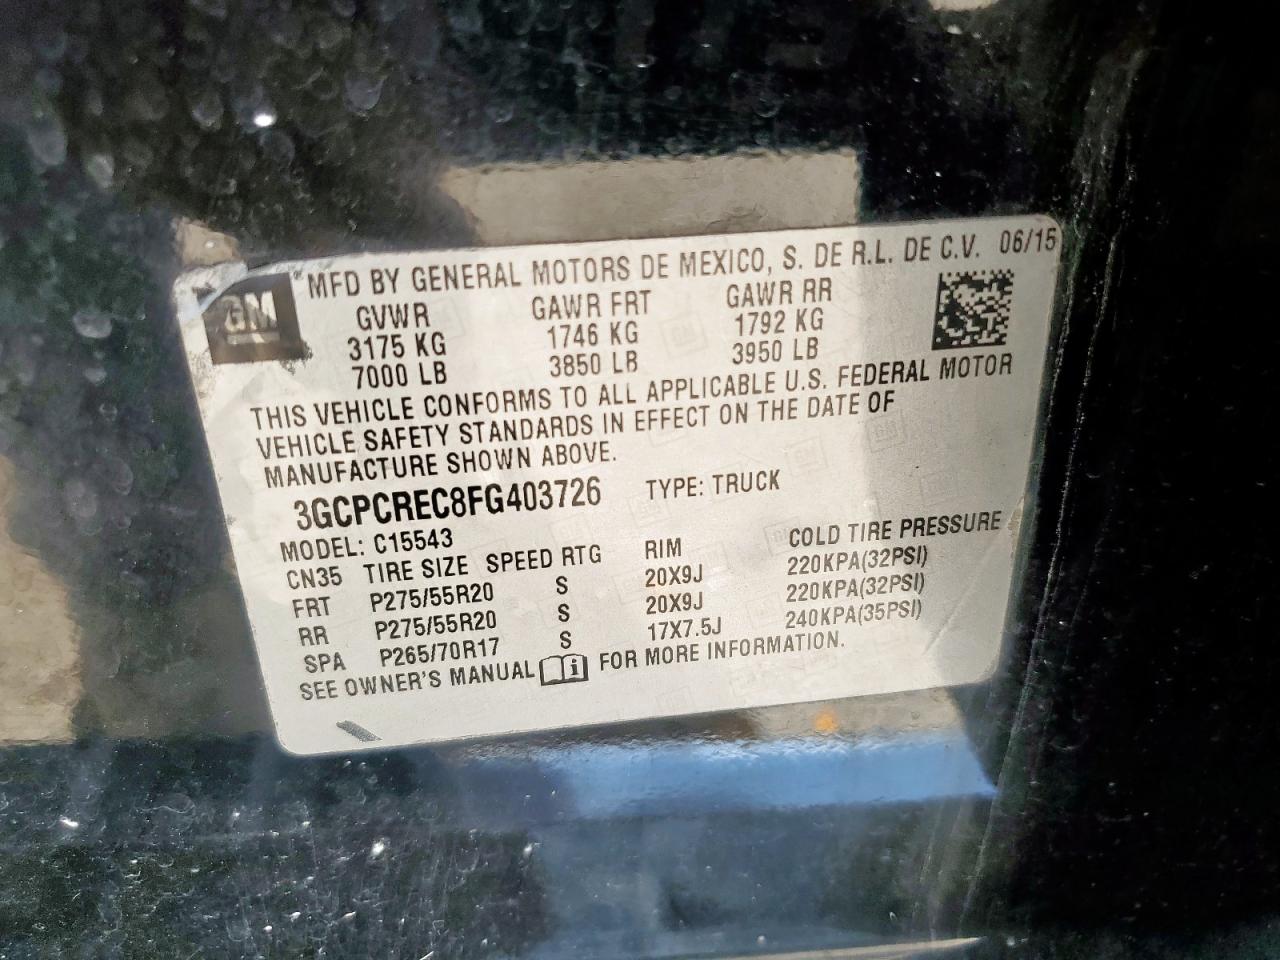 MFD BY GENERAL MOTORS DE MEXICO, S. DE R.L. DE C.V. 06/15
GM
GVWR GAWR FRT GAWR RR
3175 KG 1746 KG 1792 KG
7000 LB 3850 LB 3950 LB
THIS VEHICLE CONFORMS TO ALL APPLICABLE U.S. FEDERAL MOTOR
VEHICLE SAFETY STANDARDS IN EFFECT ON THE DATE OF
MANUFACTURE SHOWN ABOVE.
3GCPCREC8FG403726 TYPE: TRUCK
MODEL: C15543
CN35 TIRE SIZE SPEED RTG RIM COLD TIRE PRESSURE
FRT P275/55R20 S 20X9J 220KPA(32PSI)
RR P275/55R20 S 20X9J 220KPA(32PSI)
SPA P265/70R17 S 17X7.5J 240KPA(35PSI)
SEE OWNER'S MANUAL i FOR MORE INFORMATION.